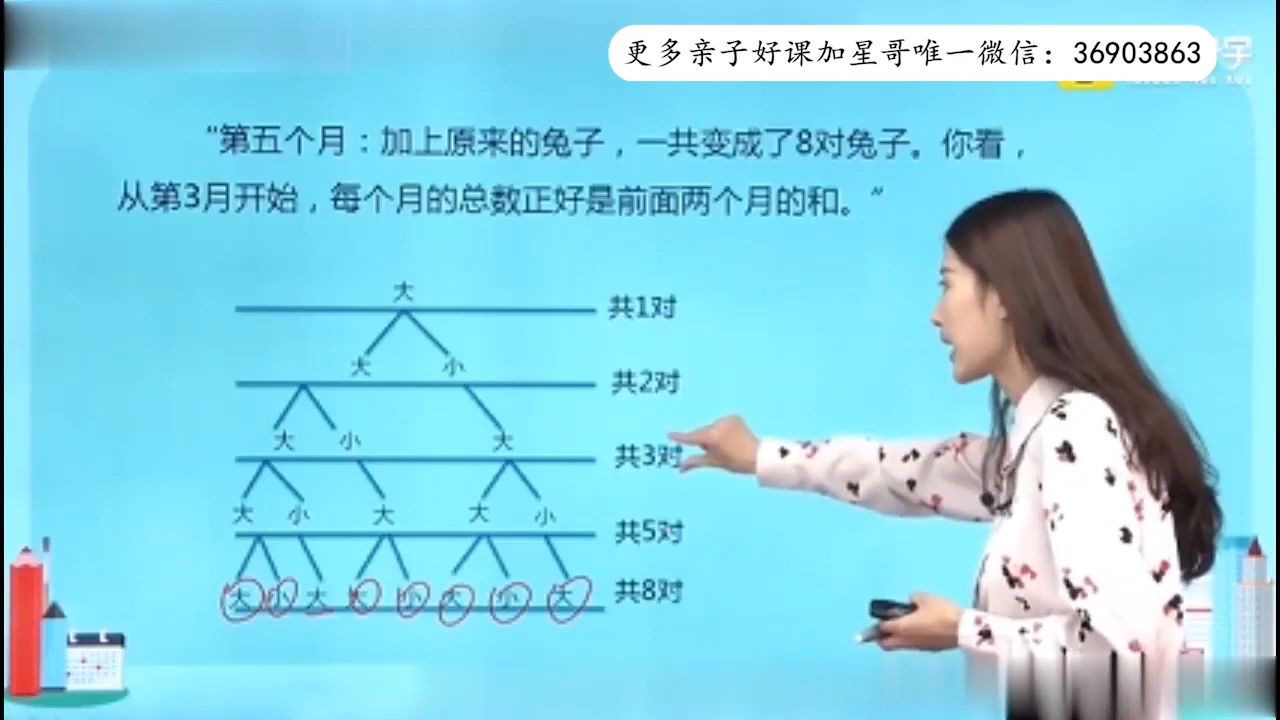 更多亲子好课加星哥唯一微信：36903863
“第五个月：加上原来的兔子，一共变成了8对兔子。你看，
从第3月开始，每个月的总数正好是前面两个月的和。”
大 共1对
大 小 共2对
大 小 大 共3对
大 小 大 大 小 共5对
大 小 大 大 小 大 小 大 共8对